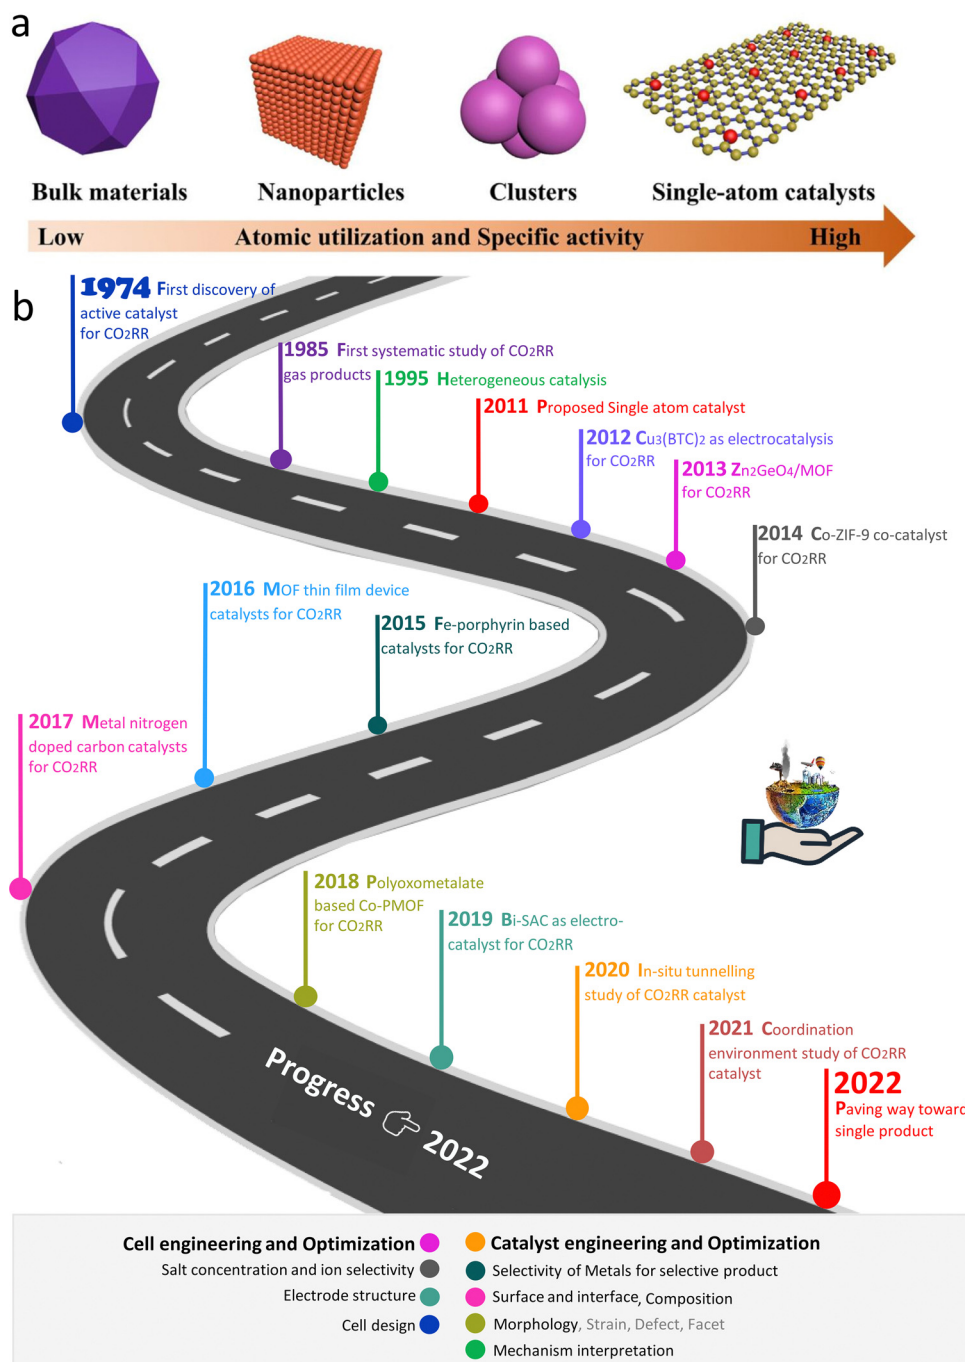 a
Bulk materials
Nanoparticles
Clusters
Single-atom catalysts
Low
Atomic utilization and Specific activity
High
b
1974 First discovery of
active catalyst
for CO2RR
1985 First systematic study of CO2RR
gas products
1995 Heterogeneous catalysis
2011 Proposed Single atom catalyst
2012 Cu3(BTC)2 as electrocatalysis
for CO2RR
2013 Zn2GeO4/MOF
for CO2RR
2014 Co-ZIF-9 co-catalyst
for CO2RR
2016 MOF thin film device
catalysts for CO2RR
2015 Fe-porphyrin based
catalysts for CO2RR
2017 Metal nitrogen
doped carbon catalysts
for CO2RR
2018 Polyoxometalate
based Co-PMOF
for CO2RR
2019 Bi-SAC as electro-
catalyst for CO2RR
2020 In-situ tunnelling
study of CO2RR catalyst
2021 Coordination
environment study of CO2RR
catalyst
2022
Paving way toward
single product
Progress 2022
Cell engineering and Optimization
Salt concentration and ion selectivity
Electrode structure
Cell design
Catalyst engineering and Optimization
Selectivity of Metals for selective product
Surface and interface, Composition
Morphology, Strain, Defect, Facet
Mechanism interpretation